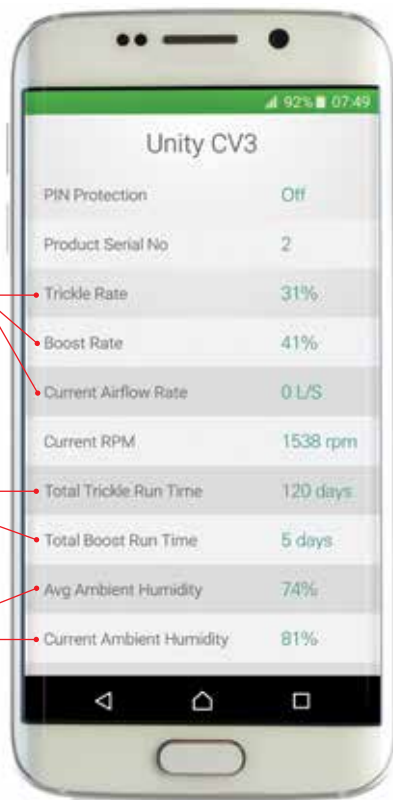 92% 07:49
Unity CV3
PIN Protection Off
Product Serial No 2
Trickle Rate 31%
Boost Rate 41%
Current Airflow Rate 0 L/S
Current RPM 1538 rpm
Total Trickle Run Time 120 days
Total Boost Run Time 5 days
Avg Ambient Humidity 74%
Current Ambient Humidity 81%